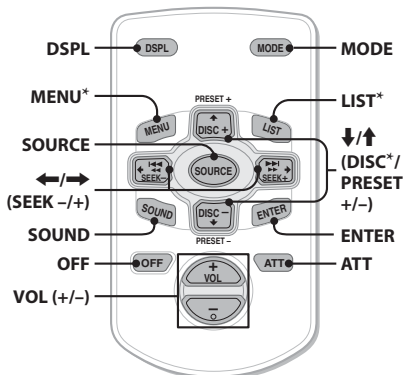 DSPL
DSPL
MODE
MODE
MENU*
MENU
PRESET +
DISC +
LIST
LIST*
SOURCE
SOURCE
←/→
(SEEK –/+)
SEEK–
SEEK+
↓/↑
(DISC*/
PRESET
+/–)
SOUND
SOUND
DISC –
PRESET –
ENTER
ENTER
OFF
OFF
ATT
ATT
VOL (+/–)
+
VOL
–